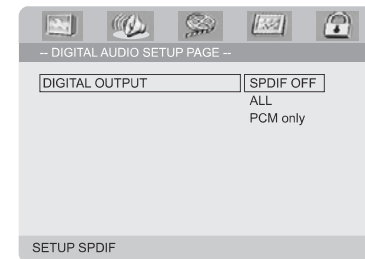 -- DIGITAL AUDIO SETUP PAGE --
DIGITAL OUTPUT SPDIF OFF
ALL
PCM only
SETUP SPDIF